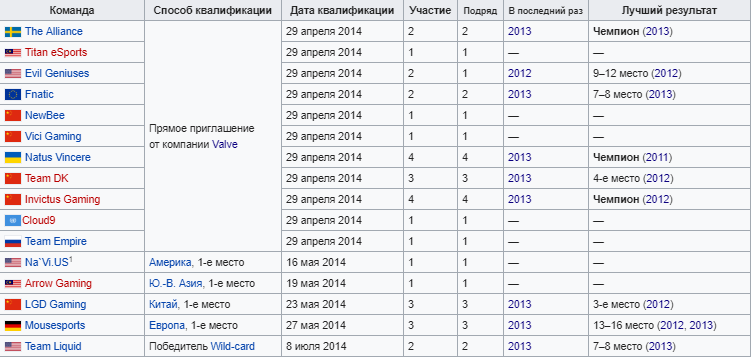 Команда Способ квалификации Дата квалификации Участие Подряд В последний раз Лучший результат
The Alliance 29 апреля 2014 2 2 2013 Чемпион (2013)
Titan eSports 29 апреля 2014 1 1 — —
Evil Geniuses 29 апреля 2014 2 1 2012 9–12 место (2012)
Fnatic 29 апреля 2014 2 2 2013 7–8 место (2013)
NewBee 29 апреля 2014 1 1 — —
Прямое приглашение
от компании Valve
Vici Gaming 29 апреля 2014 1 1 — —
Natus Vincere 29 апреля 2014 4 4 2013 Чемпион (2011)
Team DK 29 апреля 2014 3 3 2013 4-е место (2012)
Invictus Gaming 29 апреля 2014 4 4 2013 Чемпион (2012)
Cloud9 29 апреля 2014 1 1 — —
Team Empire 29 апреля 2014 1 1 — —
Na`Vi.US1 Америка, 1-е место 16 мая 2014 1 1 — —
Arrow Gaming Ю.-В. Азия, 1-е место 19 мая 2014 1 1 — —
LGD Gaming Китай, 1-е место 23 мая 2014 3 3 2013 3-е место (2012)
Mousesports Европа, 1-е место 27 мая 2014 3 3 2013 13–16 место (2012, 2013)
Team Liquid Победитель Wild-card 8 июля 2014 2 2 2013 7–8 место (2013)